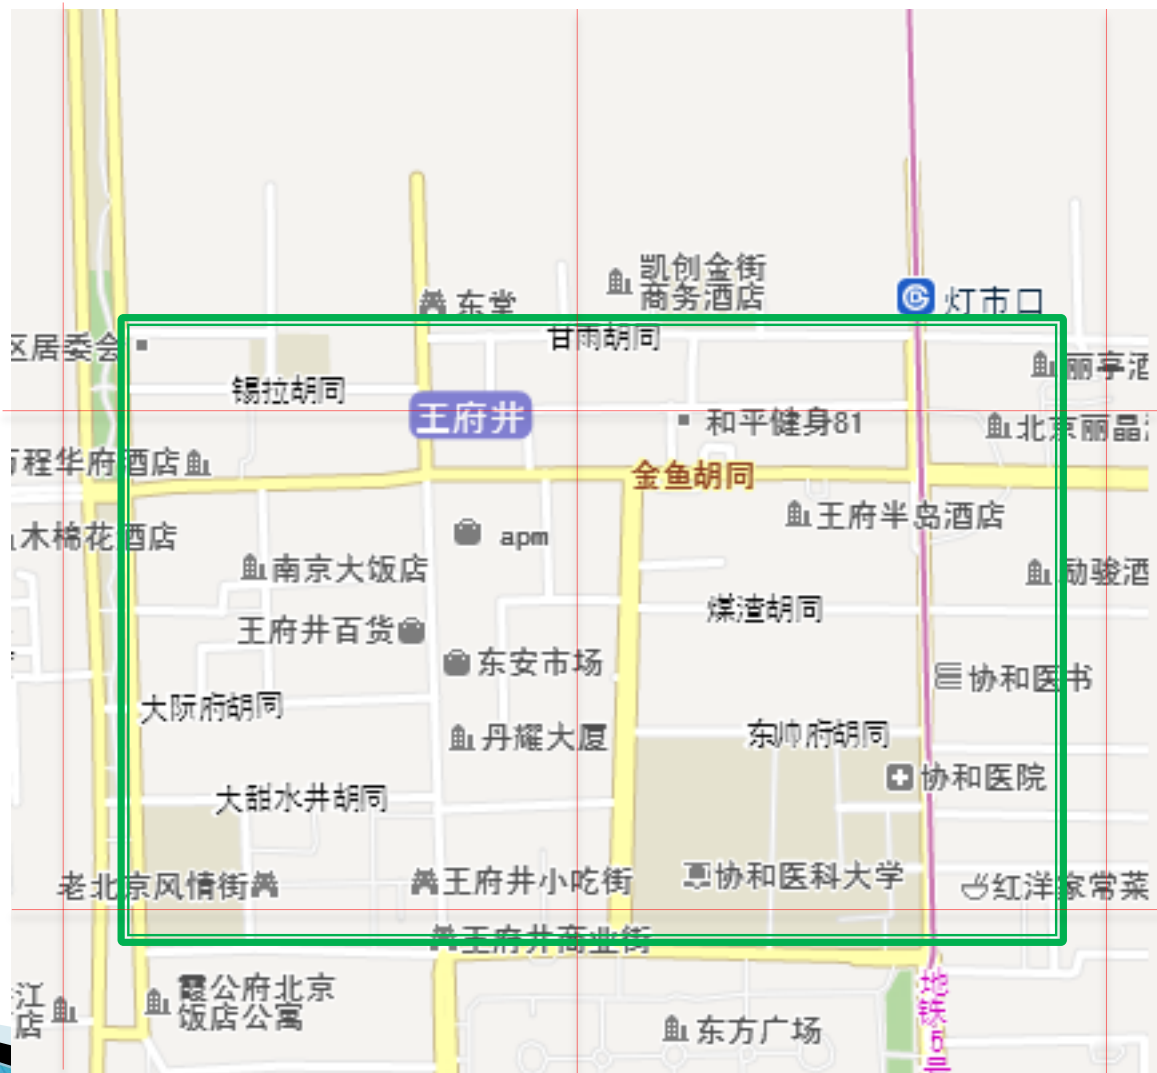 凯创金街
商务酒店
东堂
灯市口
区居委会
甘雨胡同
丽亭酒
锡拉胡同
王府井
和平健身81
北京丽晶
程华府酒店
金鱼胡同
木棉花酒店
王府半岛酒店
apm
南京大饭店
励骏酒
煤渣胡同
王府井百货
东安市场
协和医书
大阮府胡同
丹耀大厦
东帅府胡同
协和医院
大甜水井胡同
老北京风情街
王府井小吃街
协和医科大学
红洋家常菜
王府井商业街
霞公府北京
饭店公寓
江
店
东方广场
地铁5号